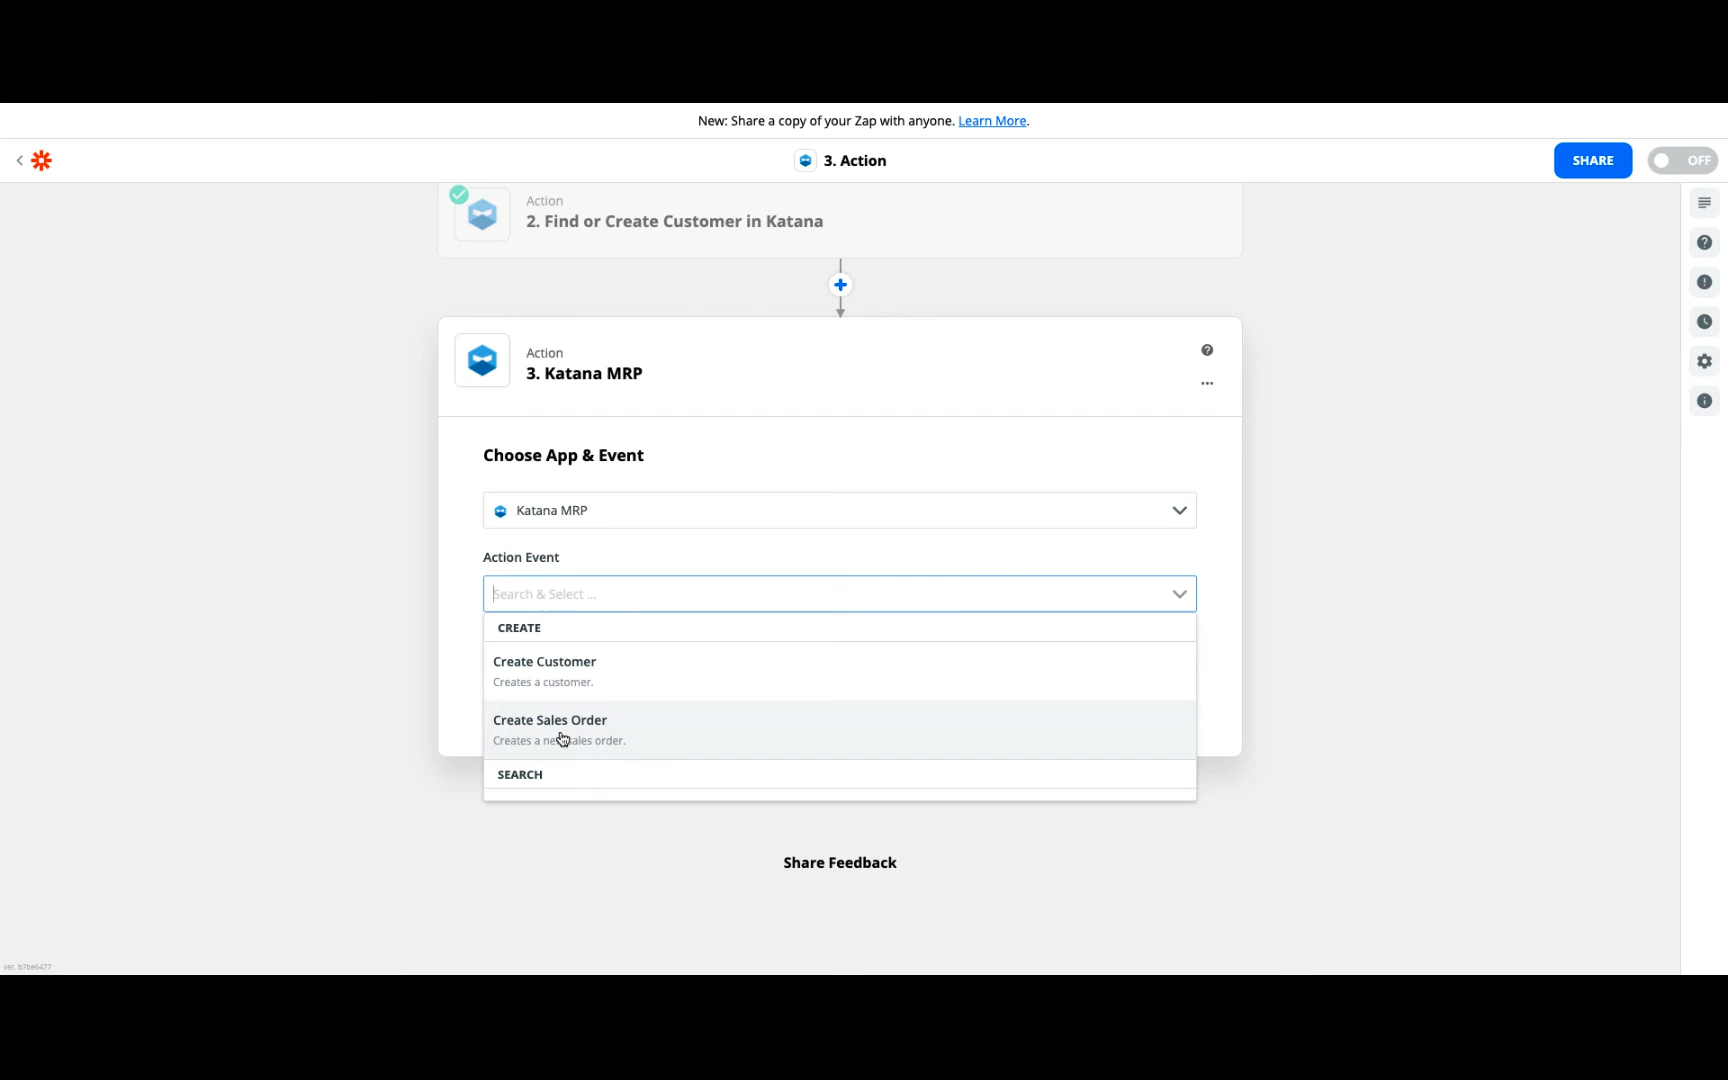 New: Share a copy of your Zap with anyone. Learn More.
3. Action
SHARE
OFF
Action
2. Find or Create Customer in Katana
Action
3. Katana MRP
Choose App & Event
Katana MRP
Action Event
Search & Select ...
CREATE
Create Customer
Creates a customer.
Create Sales Order
Creates a new sales order.
SEARCH
Share Feedback